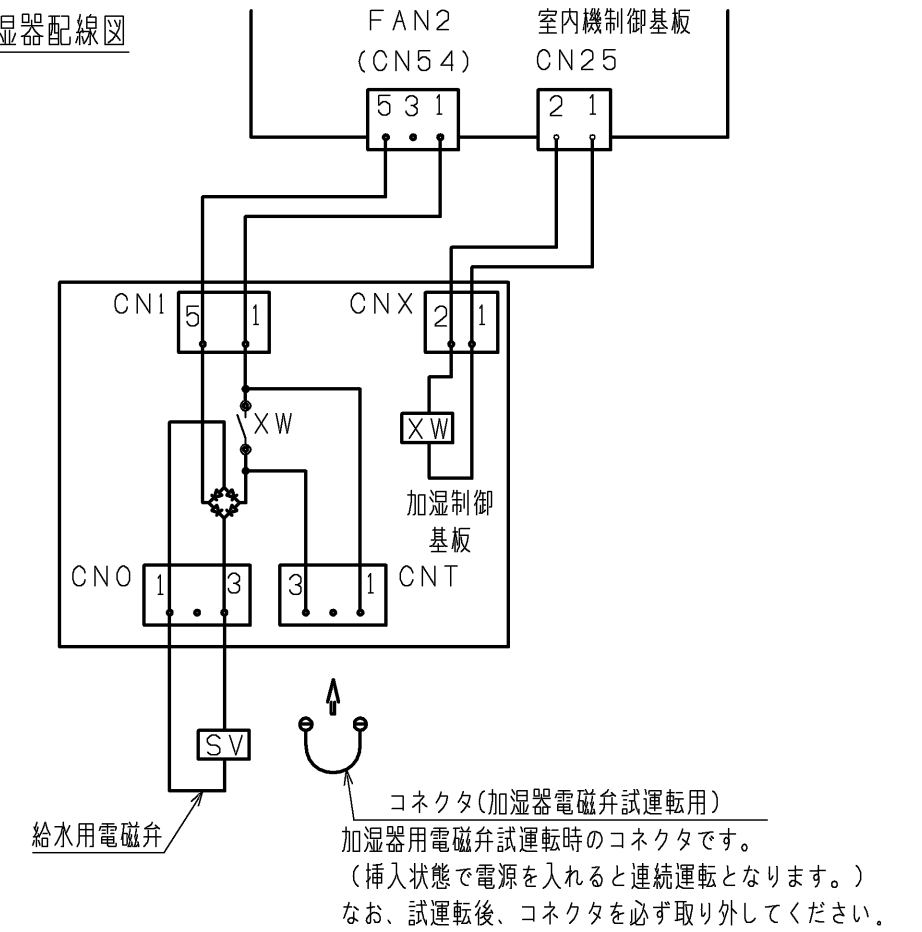 湿器配線図
FAN2
(CN54)
5 3 1
室内機制御基板
CN25
2 1
CN1
5 1
CNX
2 1
XW
XW
加湿制御
基板
CNO
1 3
3 1
CNT
SV
給水用電磁弁
コネクタ(加湿器電磁弁試運転用)
加湿器用電磁弁試運転時のコネクタです。
(挿入状態で電源を入れると連続運転となります。)
なお、試運転後、コネクタを必ず取り外してください。